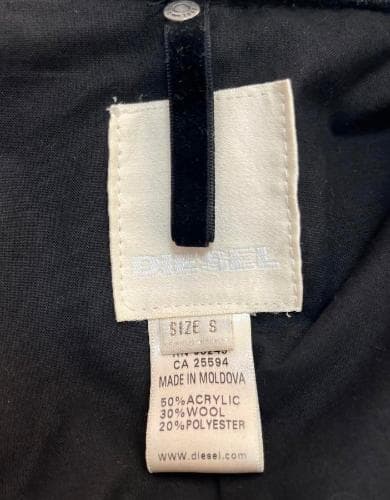 DIESEL
SIZE S
CA 25594
MADE IN MOLDOVA
50% ACRYLIC
30% WOOL
20% POLYESTER
www.diesel.com